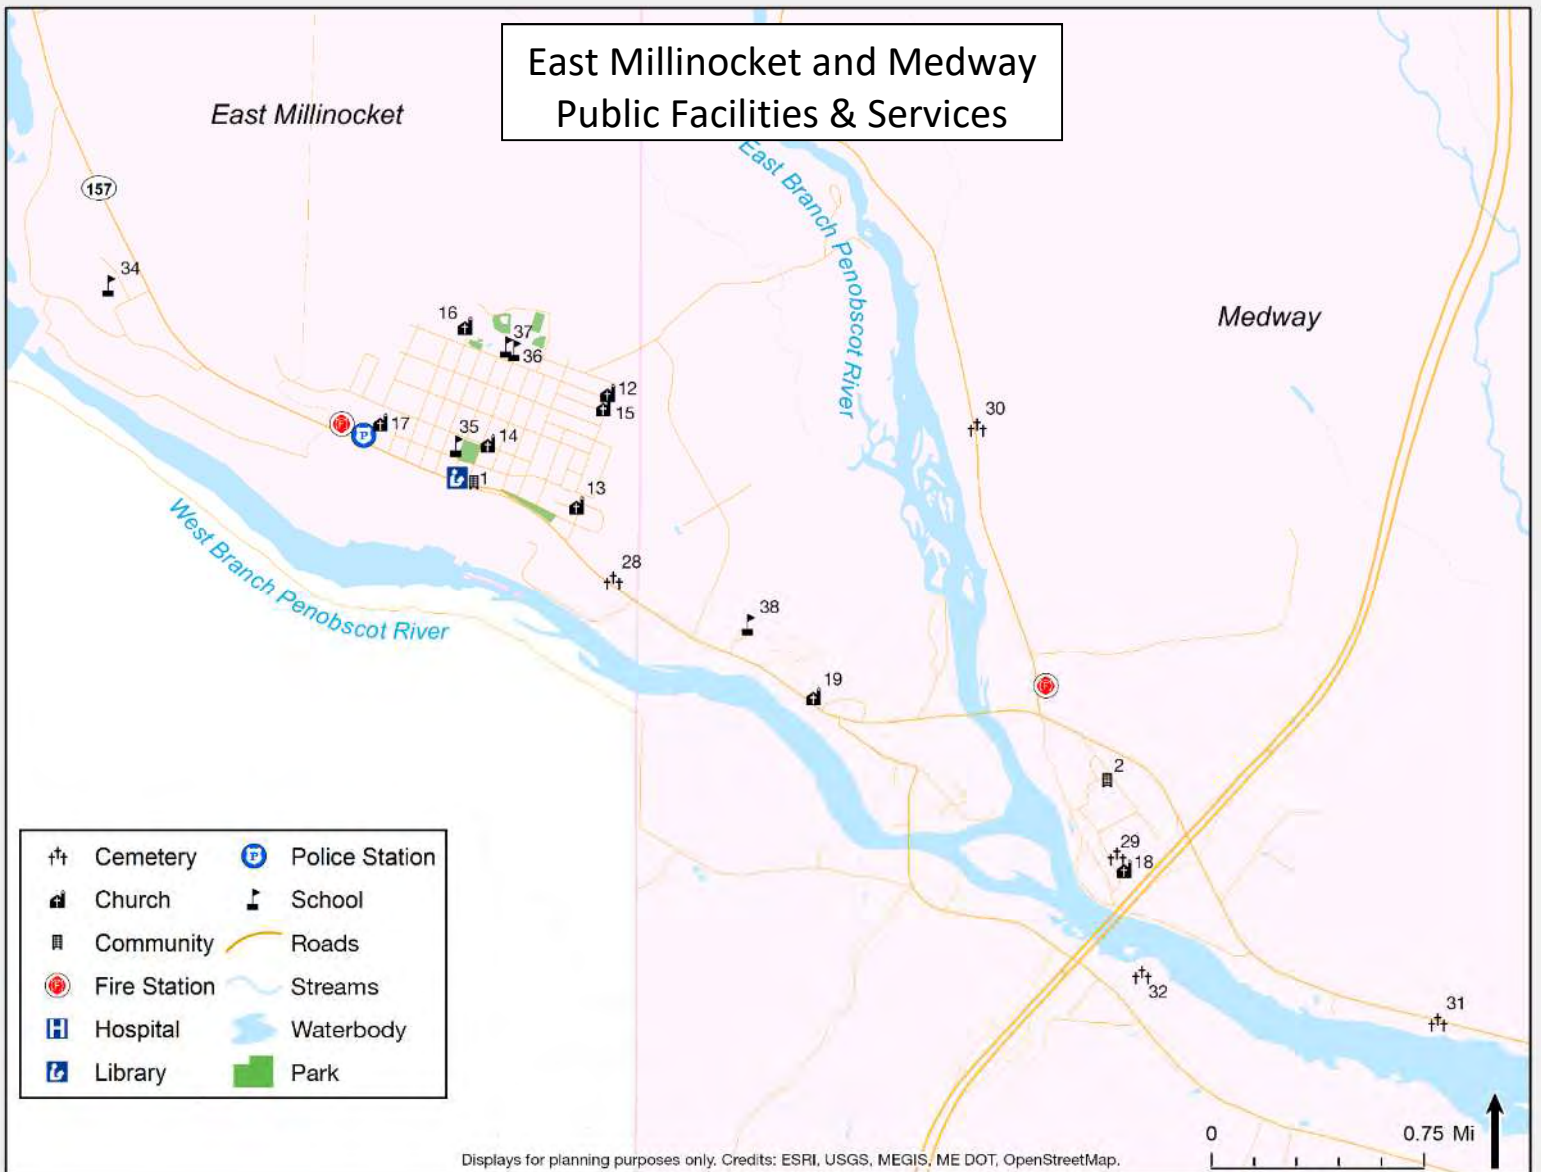 East Millinocket and Medway
Public Facilities & Services
East Millinocket
East Branch Penobscot River
157
34
Medway
16
37
36
12
15
30
17
35
14
1
13
West Branch Penobscot River
28
38
19
2
29
18
32
31
Cemetery
Police Station
Church
School
Community
Roads
Fire Station
Streams
Hospital
Waterbody
Library
Park
0
0.75 Mi
Displays for planning purposes only. Credits: ESRI, USGS, MEGIS, ME DOT, OpenStreetMap.